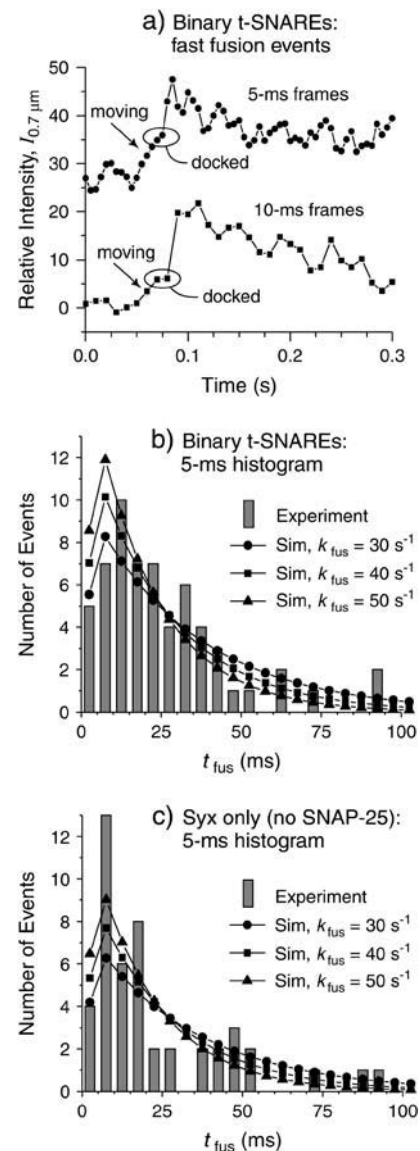 a) Binary t-SNAREs:
fast fusion events
Relative Intensity, I0.7 μm
50
40
30
20
10
0
moving
5-ms frames
docked
10-ms frames
moving
docked
0.0
0.1
0.2
0.3
Time (s)
b) Binary t-SNAREs:
5-ms histogram
Number of Events
12
10
8
6
4
2
0
Experiment
Sim, kfus = 30 s-1
Sim, kfus = 40 s-1
Sim, kfus = 50 s-1
0
25
50
75
100
tfus (ms)
c) Syx only (no SNAP-25):
5-ms histogram
Number of Events
12
10
8
6
4
2
0
Experiment
Sim, kfus = 30 s-1
Sim, kfus = 40 s-1
Sim, kfus = 50 s-1
0
25
50
75
100
tfus (ms)